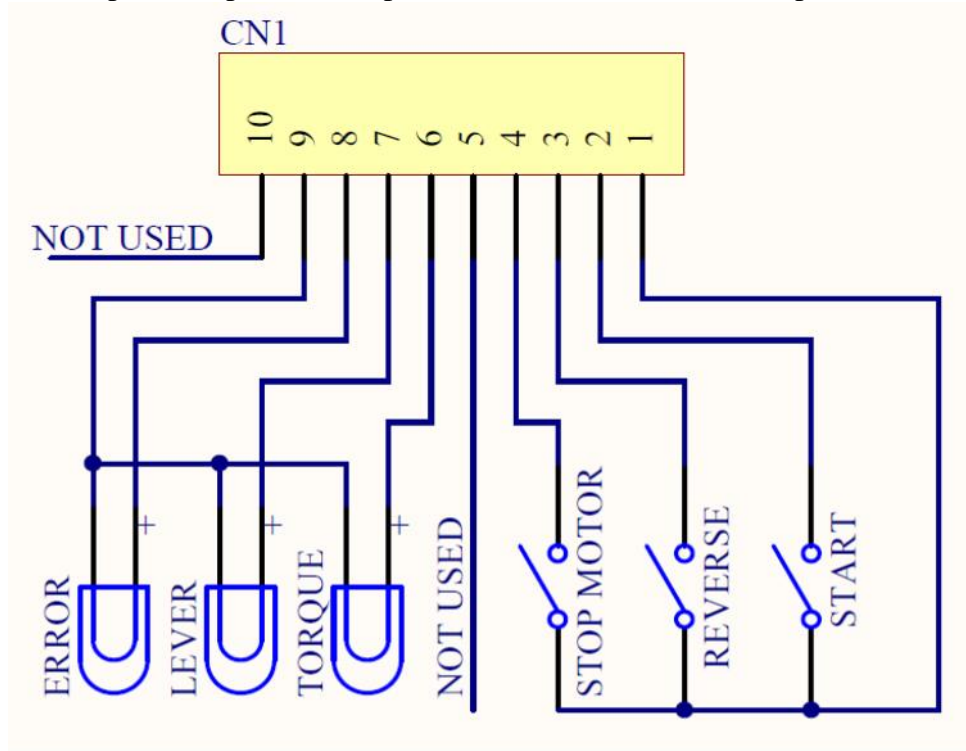 CN1
10 9 8 7 6 5 4 3 2 1
NOT USED
+ + +
ERROR
LEVER
TORQUE
NOT USED
STOP MOTOR
REVERSE
START